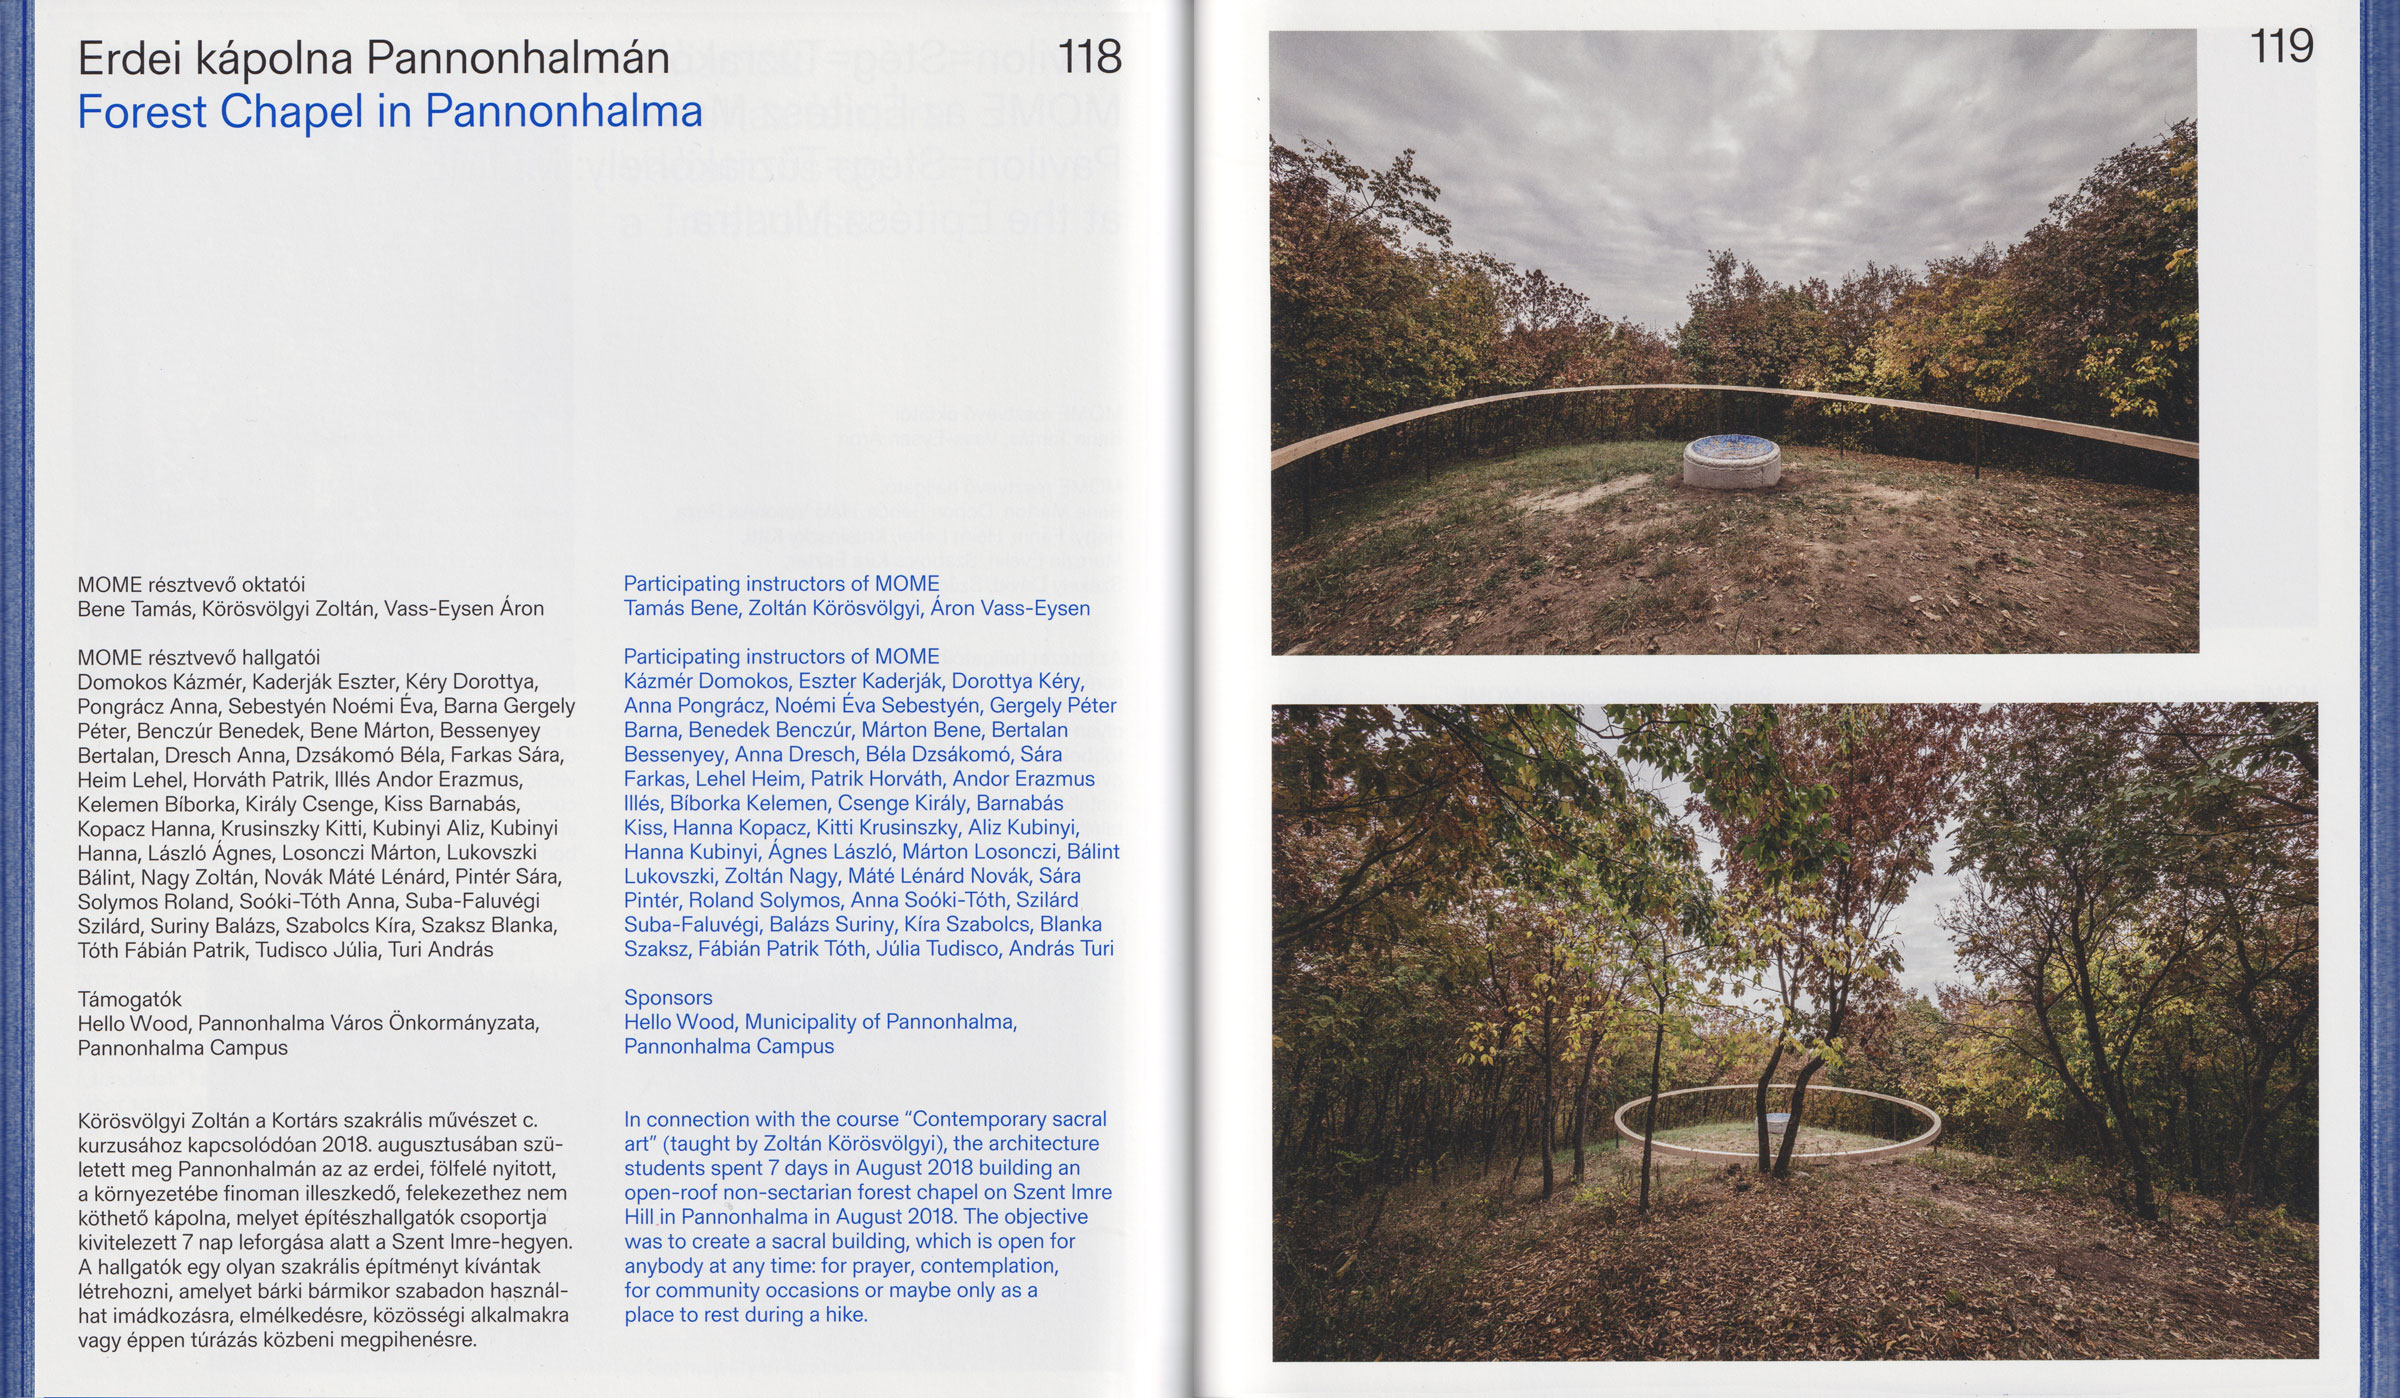 Erdei kápolna Pannonhalmán
Forest Chapel in Pannonhalma
118
MOME résztvevő oktatói
Bene Tamás, Körösvölgyi Zoltán, Vass-Eysen Áron
MOME résztvevő hallgatói
Domokos Kázmér, Kaderják Eszter, Kéry Dorottya,
Pongrácz Anna, Sebestyén Noémi Éva, Barna Gergely
Péter, Benczúr Benedek, Bene Márton, Bessenyey
Bertalan, Dresch Anna, Dzsákomó Béla, Farkas Sára,
Heim Lehel, Horváth Patrik, Illés Andor Erazmus,
Kelemen Bíborka, Király Csenge, Kiss Barnabás,
Kopacz Hanna, Krusinszky Kitti, Kubinyi Aliz, Kubinyi
Hanna, László Ágnes, Losonczi Márton, Lukovszki
Bálint, Nagy Zoltán, Novák Máté Lénárd, Pintér Sára,
Solymos Roland, Soóki-Tóth Anna, Suba-Faluvégi
Szilárd, Suriny Balázs, Szabolcs Kíra, Szaksz Blanka,
Tóth Fábián Patrik, Tudisco Júlia, Turi András
Támogatók
Hello Wood, Pannonhalma Város Önkormányzata,
Pannonhalma Campus
Körösvölgyi Zoltán a Kortárs szakrális művészet c.
kurzusához kapcsolódóan 2018. augusztusában szü-
letett meg Pannonhalmán az az erdei, fölfelé nyitott,
a környezetébe finoman illeszkedő, felekezethez nem
köthető kápolna, melyet építészhallgatók csoportja
kivitelezett 7 nap leforgása alatt a Szent Imre-hegyen.
A hallgatók egy olyan szakrális építményt kívántak
létrehozni, amelyet bárki bármikor szabadon használ-
hat imádkozásra, elmélkedésre, közösségi alkalmakra
vagy éppen túrázás közbeni megpihenésre.
Participating instructors of MOME
Tamás Bene, Zoltán Körösvölgyi, Áron Vass-Eysen
Participating instructors of MOME
Kázmér Domokos, Eszter Kaderják, Dorottya Kéry,
Anna Pongrácz, Noémi Éva Sebestyén, Gergely Péter
Barna, Benedek Benczúr, Márton Bene, Bertalan
Bessenyey, Anna Dresch, Béla Dzsákomó, Sára
Farkas, Lehel Heim, Patrik Horváth, Andor Erazmus
Illés, Bíborka Kelemen, Csenge Király, Barnabás
Kiss, Hanna Kopacz, Kitti Krusinszky, Aliz Kubinyi,
Hanna Kubinyi, Ágnes László, Márton Losonczi, Bálint
Lukovszki, Zoltán Nagy, Máté Lénárd Novák, Sára
Pintér, Roland Solymos, Anna Soóki-Tóth, Szilárd
Suba-Faluvégi, Balázs Suriny, Kíra Szabolcs, Blanka
Szaksz, Fábián Patrik Tóth, Júlia Tudisco, András Turi
Sponsors
Hello Wood, Municipality of Pannonhalma,
Pannonhalma Campus
In connection with the course “Contemporary sacral
art” (taught by Zoltán Körösvölgyi), the architecture
students spent 7 days in August 2018 building an
open-roof non-sectarian forest chapel on Szent Imre
Hill in Pannonhalma in August 2018. The objective
was to create a sacral building, which is open for
anybody at any time: for prayer, contemplation,
for community occasions or maybe only as a
place to rest during a hike.
119